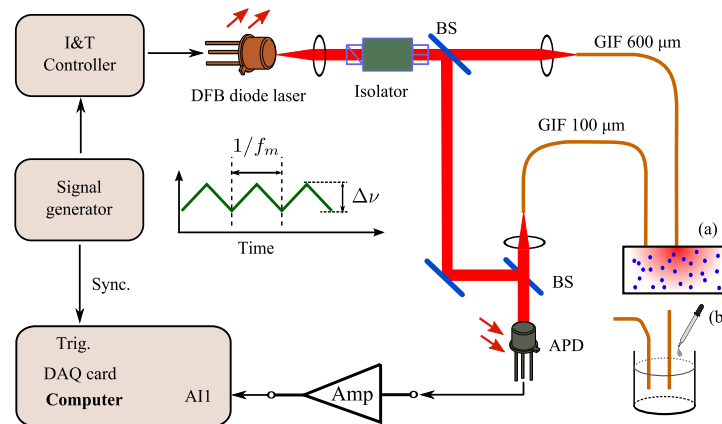 I&T
Controller
DFB diode laser
Isolator
BS
GIF 600 μm
GIF 100 μm
Signal
generator
1/fₘ
Δν
Time
Sync.
(a)
BS
APD
(b
Trig.
DAQ card
Computer
AI1
Amp